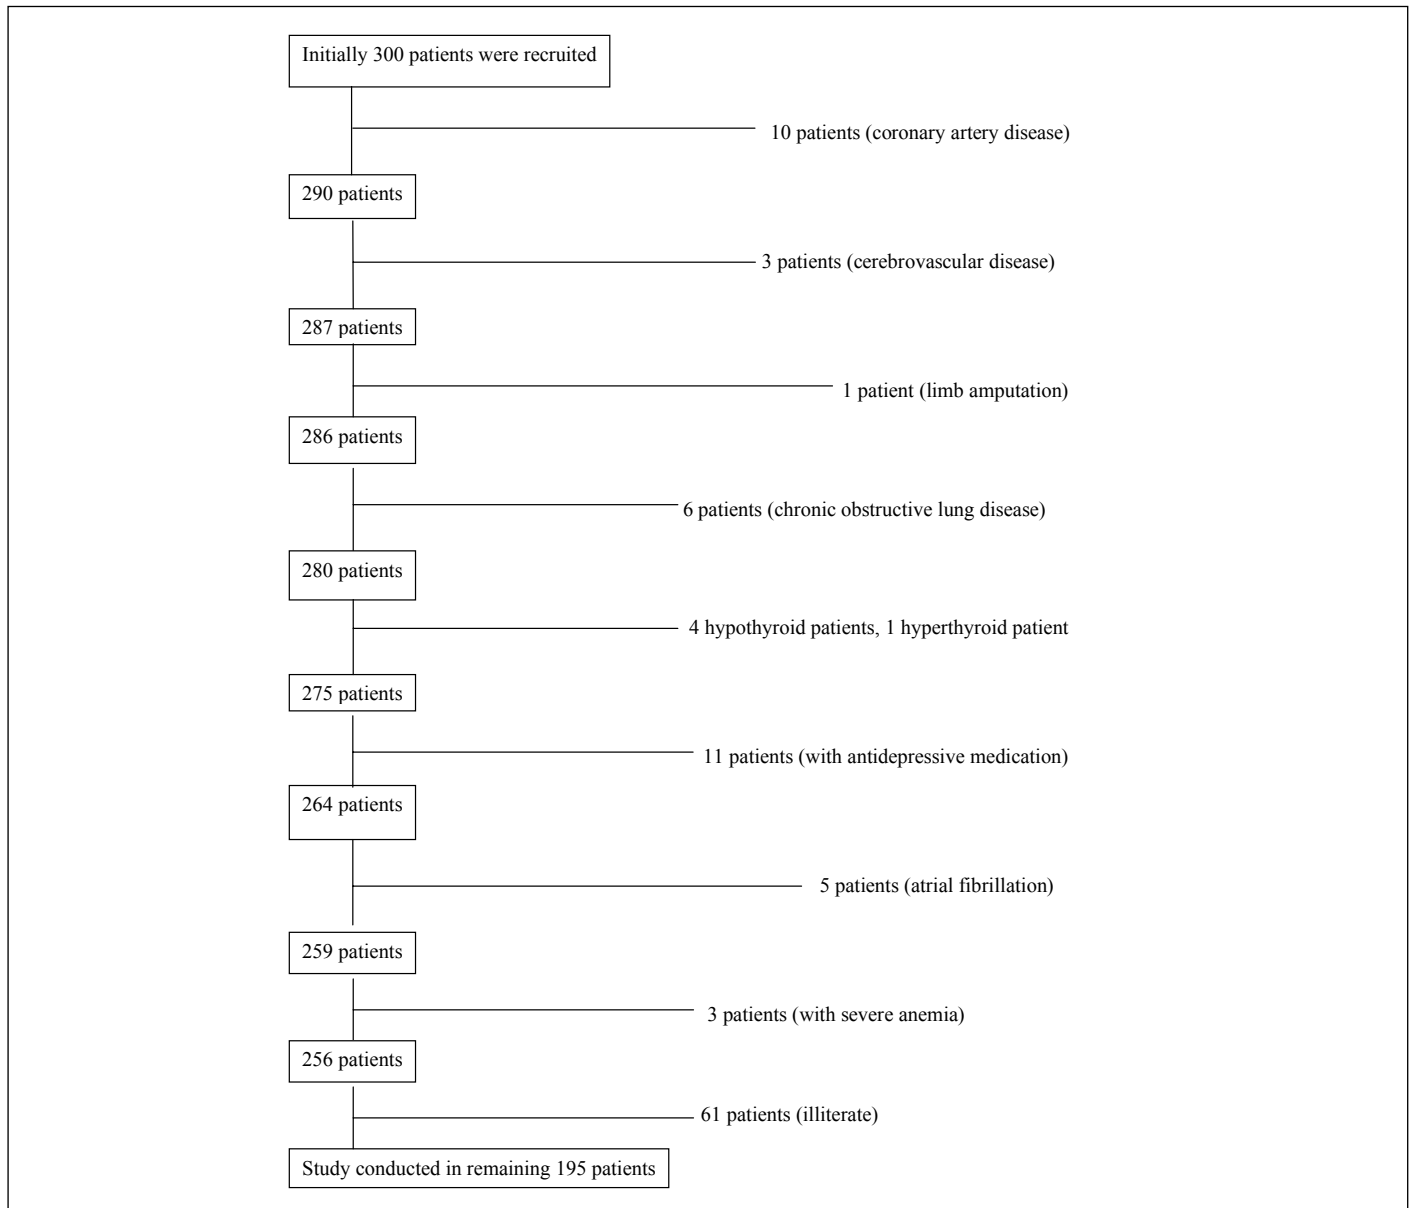 Initially 300 patients were recruited
10 patients (coronary artery disease)
290 patients
3 patients (cerebrovascular disease)
287 patients
1 patient (limb amputation)
286 patients
6 patients (chronic obstructive lung disease)
280 patients
4 hypothyroid patients, 1 hyperthyroid patient
275 patients
11 patients (with antidepressive medication)
264 patients
5 patients (atrial fibrillation)
259 patients
3 patients (with severe anemia)
256 patients
61 patients (illiterate)
Study conducted in remaining 195 patients